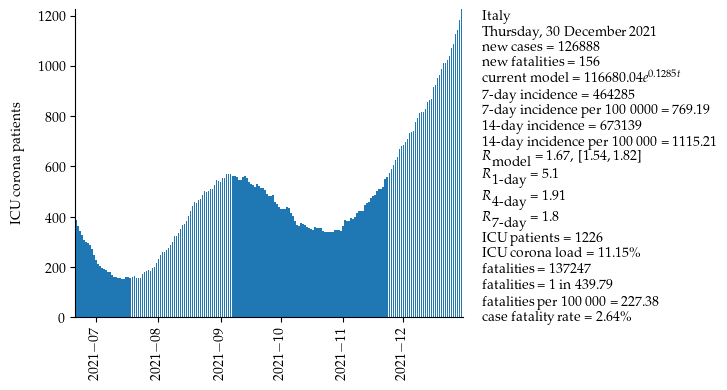 1200
1000
800
600
400
200
0
ICU corona patients
2021−07
2021−08
2021−09
2021−10
2021−11
2021−12
Italy
Thursday, 30 December 2021
new cases = 126888
new fatalities = 156
current model = 116680.04e^0.1285t
7-day incidence = 464285
7-day incidence per 100 0000 = 769.19
14-day incidence = 673139
14-day incidence per 100 000 = 1115.21
R_model = 1.67, [1.54, 1.82]
R_1-day = 5.1
R_4-day = 1.91
R_7-day = 1.8
ICU patients = 1226
ICU corona load = 11.15%
fatalities = 137247
fatalities = 1 in 439.79
fatalities per 100 000 = 227.38
case fatality rate = 2.64%